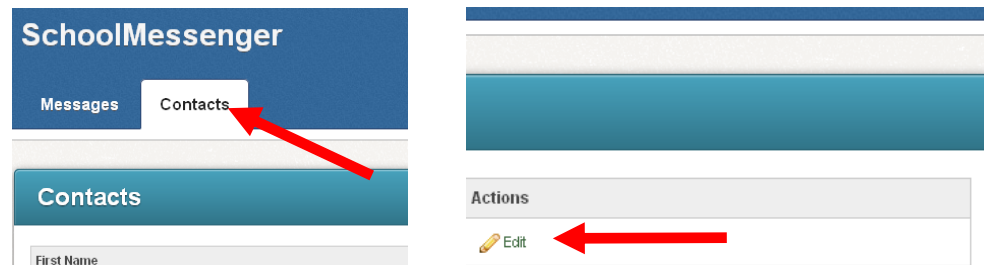 SchoolMessenger
Messages Contacts
Contacts
First Name
Actions
Edit